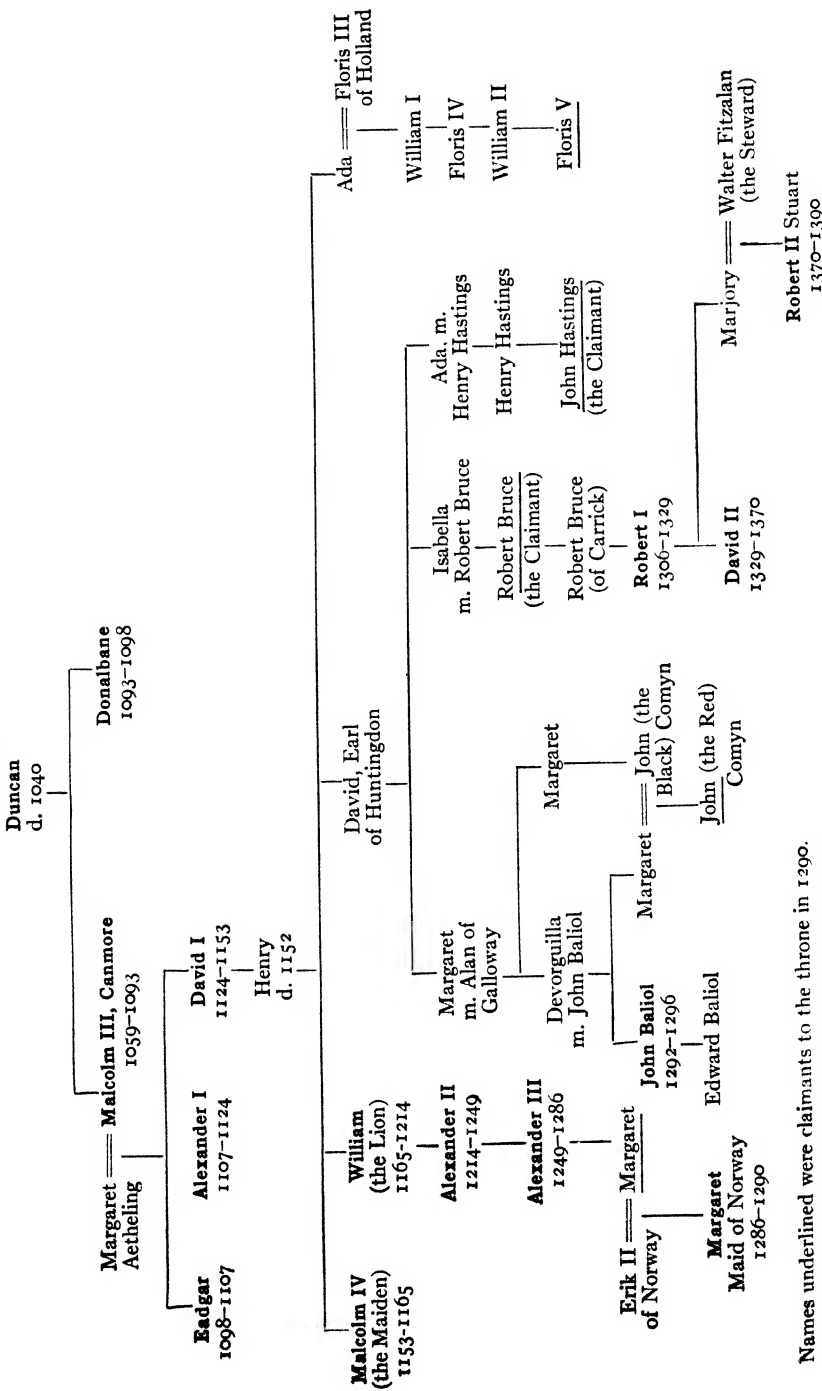 Duncan
d. 1040
Margaret
Aetheling
Malcolm III, Canmore
1059–1093
Donalbane
1093–1098
Eadgar
1098–1107
Alexander I
1107–1124
David I
1124–1153
Henry
d. 1152
Malcolm IV
(the Maiden)
1153-1165
William
(the Lion)
1165-1214
David, Earl
of Huntingdon
Ada
Floris III
of Holland
Alexander II
1214–1249
Alexander III
1249–1286
Erik II
of Norway
Margaret
Margaret
Maid of Norway
1286–1290
Margaret
m. Alan of
Galloway
Devorguilla
m. John Baliol
Margaret
John Baliol
1292–1296
Edward Baliol
Margaret
John (the
Black) Comyn
John (the Red)
Comyn
Isabella
m. Robert Bruce
Robert Bruce
(the Claimant)
Robert Bruce
(of Carrick)
Robert I
1306–1329
David II
1329–1370
Marjory
Walter Fitzalan
(the Steward)
Robert II Stuart
1370–1390
Ada. m.
Henry Hastings
Henry Hastings
John Hastings
(the Claimant)
William I
Floris IV
William II
Floris V
Names underlined were claimants to the throne in 1290.